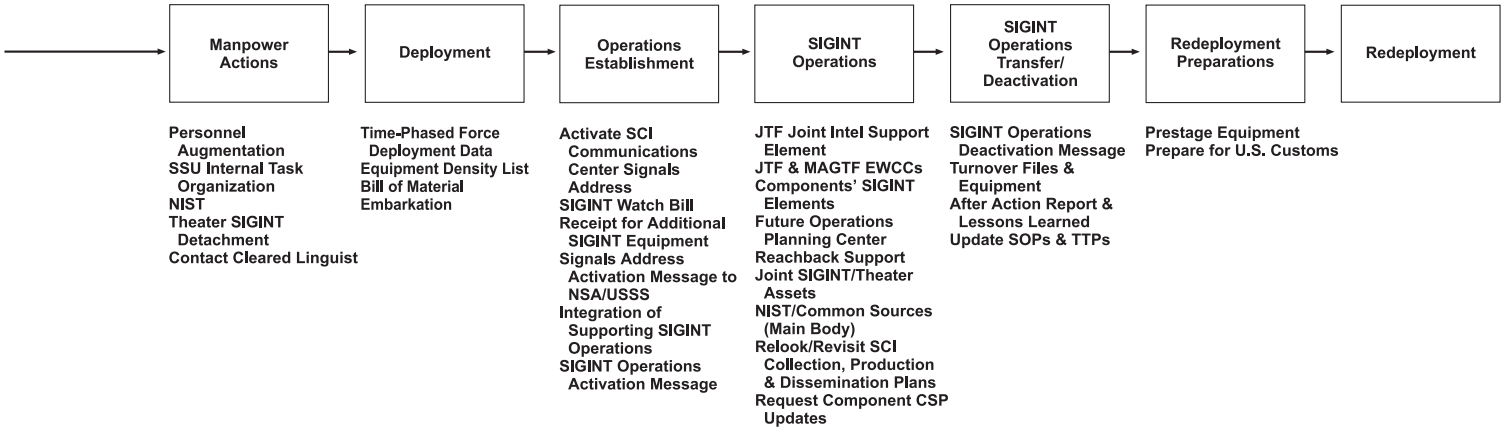 Manpower
Actions
Deployment
Operations
Establishment
SIGINT
Operations
SIGINT
Operations
Transfer/
Deactivation
Redeployment
Preparations
Redeployment
Personnel
Augmentation
SSU Internal Task
Organization
NIST
Theater SIGINT
Detachment
Contact Cleared Linguist
Time-Phased Force
Deployment Data
Equipment Density List
Bill of Material
Embarkation
Activate SCI
Communications
Center Signals
Address
SIGINT Watch Bill
Receipt for Additional
SIGINT Equipment
Signals Address
Activation Message to
NSA/USSS
Integration of
Supporting SIGINT
Operations
SIGINT Operations
Activation Message
JTF Joint Intel Support
Element
JTF & MAGTF EWCCs
Components’ SIGINT
Elements
Future Operations
Planning Center
Reachback Support
Joint SIGINT/Theater
Assets
NIST/Common Sources
(Main Body)
Relook/Revisit SCI
Collection, Production
& Dissemination Plans
Request Component CSP
Updates
SIGINT Operations
Deactivation Message
Turnover Files &
Equipment
After Action Report &
Lessons Learned
Update SOPs & TTPs
Prestage Equipment
Prepare for U.S. Customs